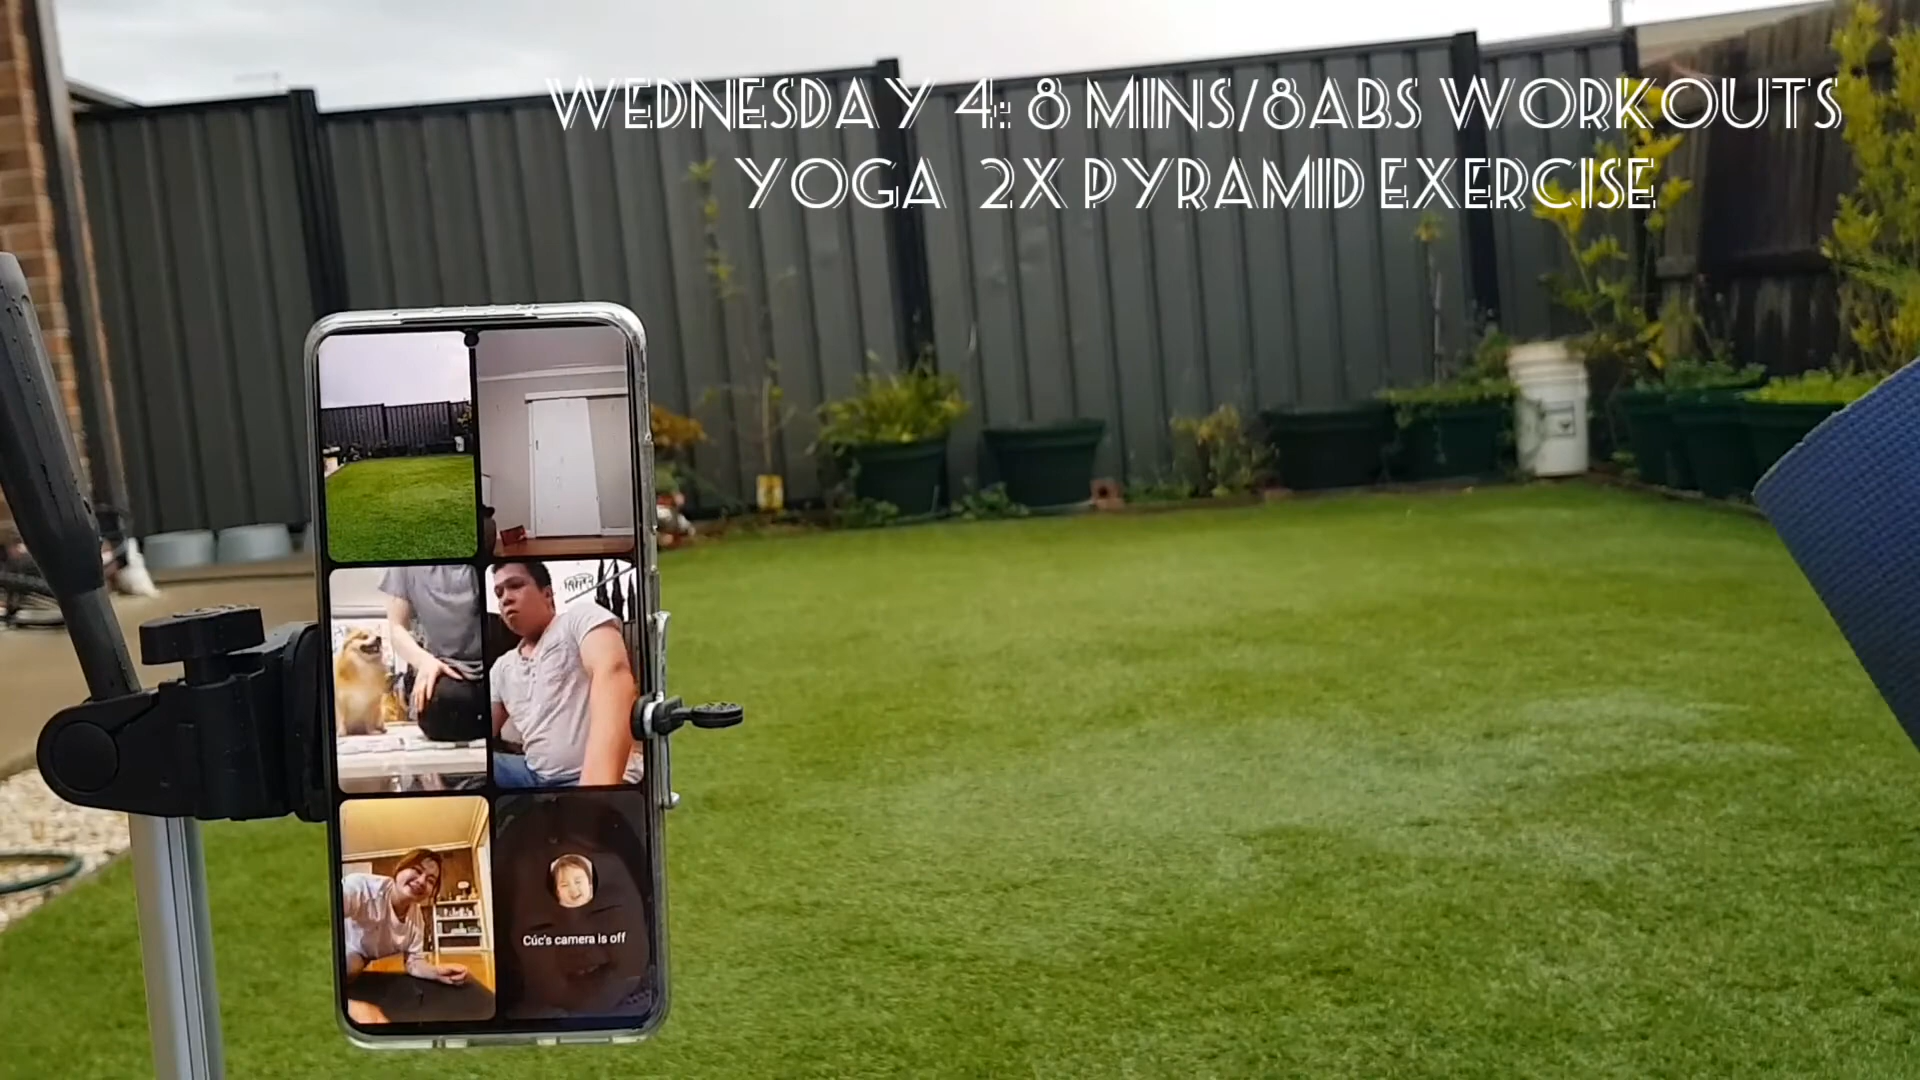 WEDNESDAY 4: 8 MINS/8ABS WORKOUTS
YOGA 2X PYRAMID EXERCISE
Cúc's camera is off